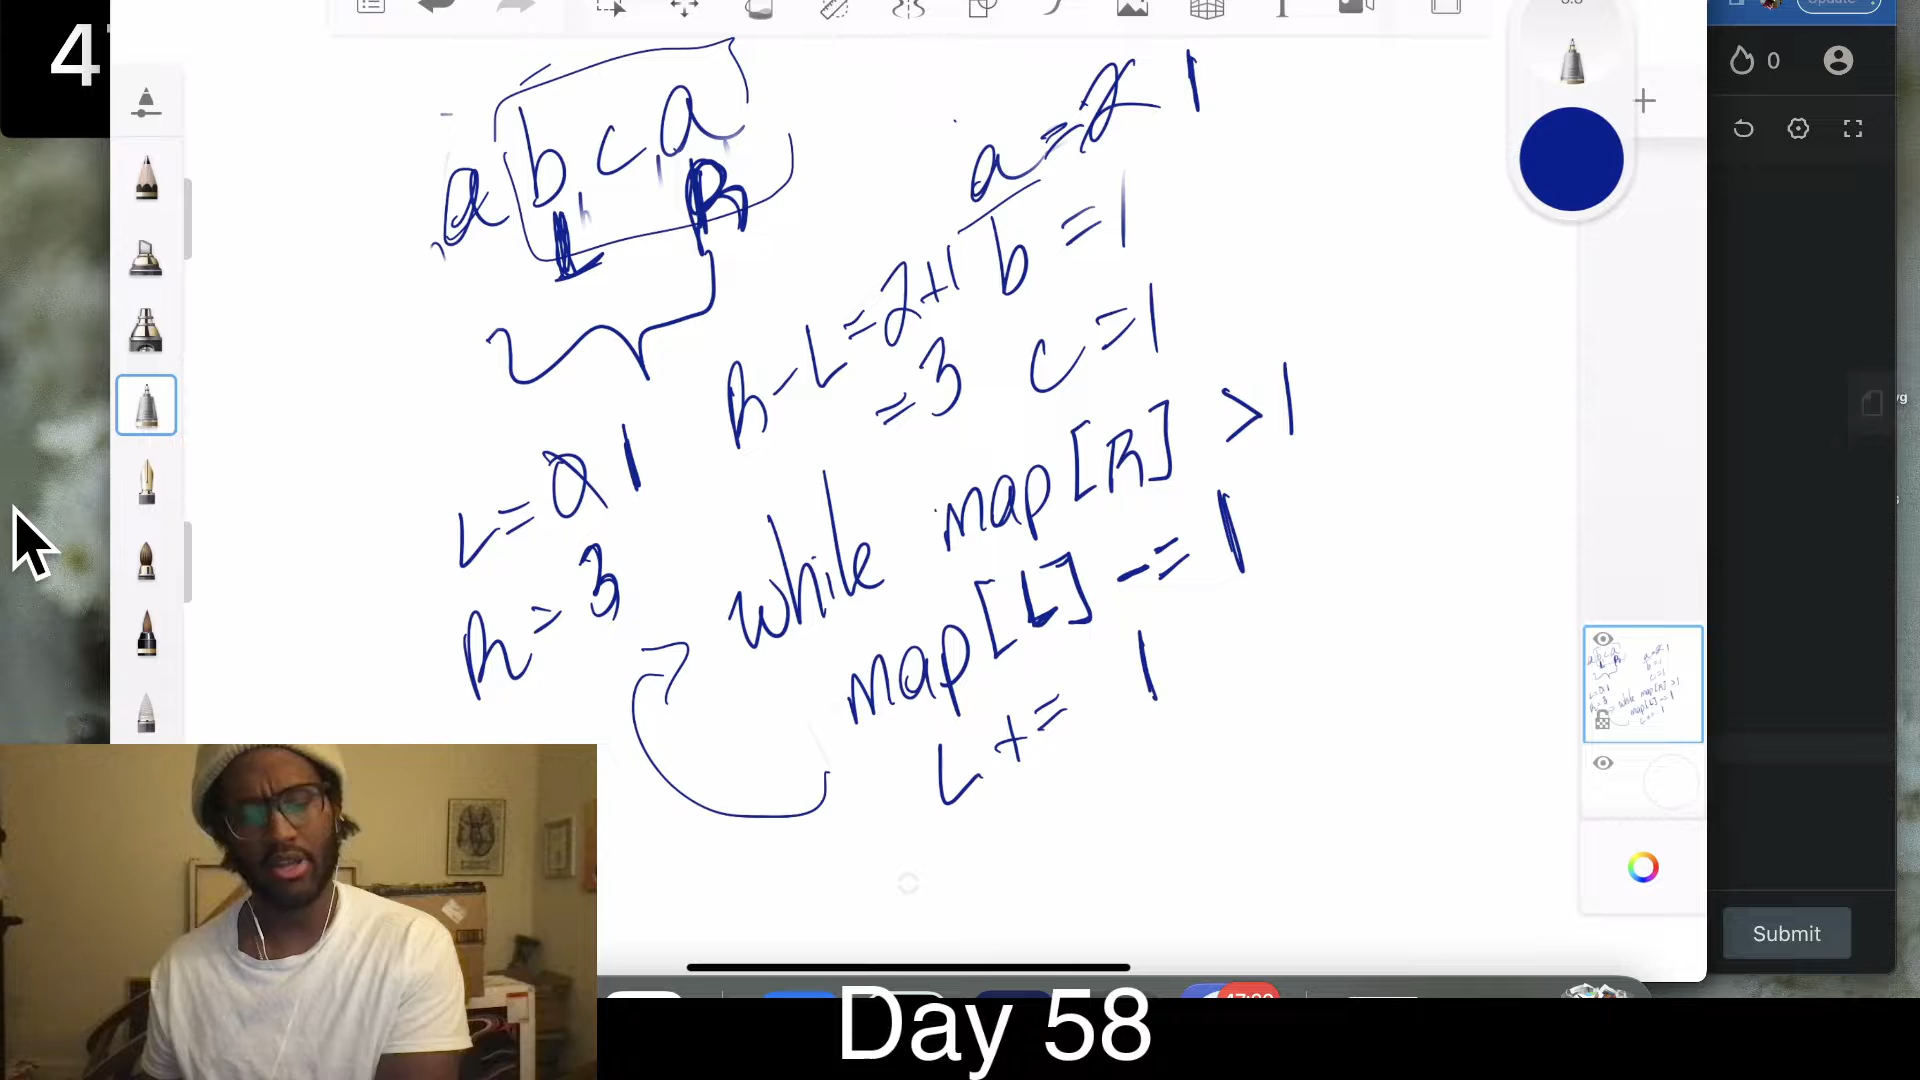 4
0
a b c a
L R
a = 2 1
b = 1
R - L = 2 + 1
= 3
c = 1
L = 0 1
R = 3
while map[R] > 1
map[L] -= 1
L += 1
Submit
Day 58